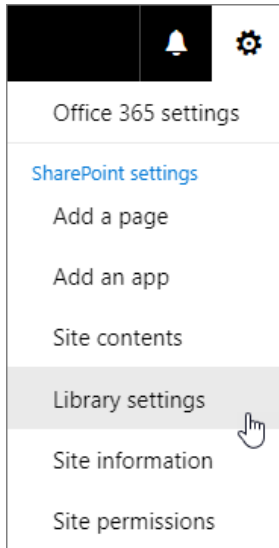 Office 365 settings
SharePoint settings
Add a page
Add an app
Site contents
Library settings
Site information
Site permissions